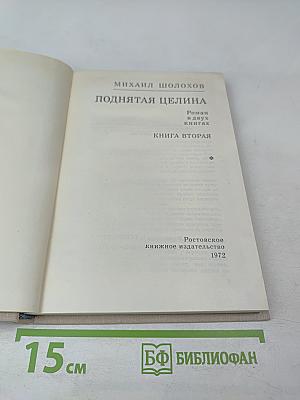 МИХАИЛ ШОЛОХОВ
ПОДНЯТАЯ ЦЕЛИНА
Роман
в двух
книгах
КНИГА ВТОРАЯ
Ростовское
книжное издательство
1972
15 см
БФ БИБЛИОФАН